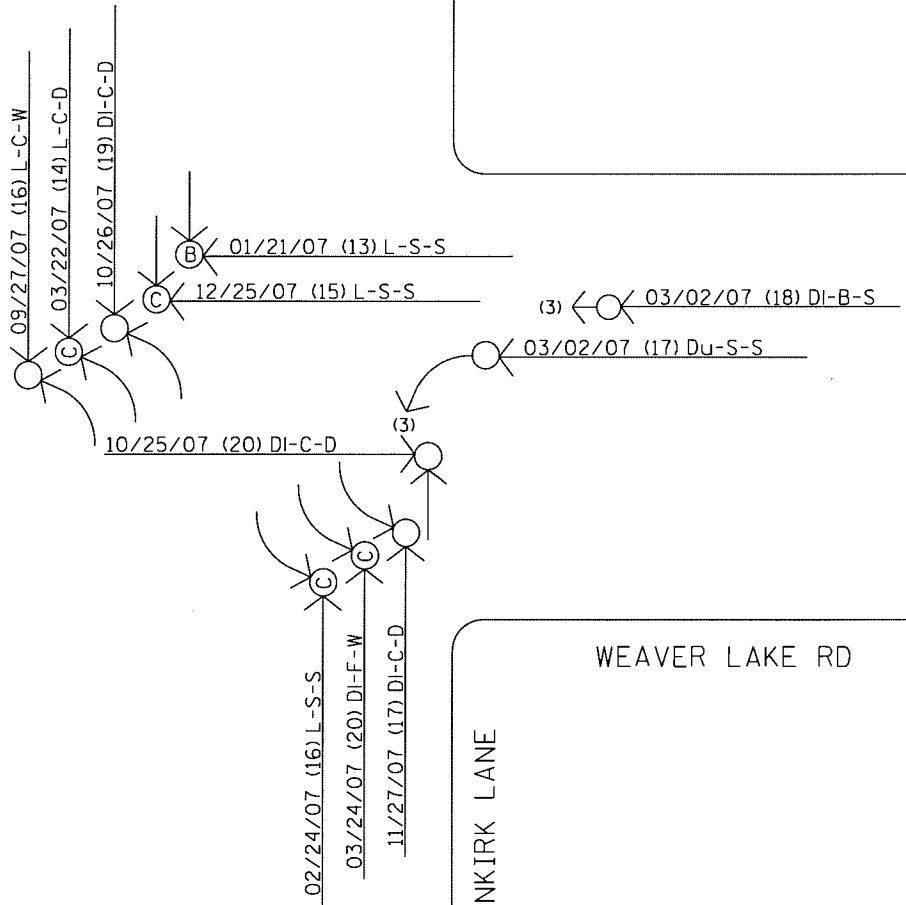 09/27/07 (16) L-C-W
03/22/07 (14) L-C-D
10/26/07 (19) DI-C-D
B
01/21/07 (13) L-S-S
C
12/25/07 (15) L-S-S
(3)
03/02/07 (18) DI-B-S
C
03/02/07 (17) Du-S-S
(3)
10/25/07 (20) DI-C-D
C
C
02/24/07 (16) L-S-S
03/24/07 (20) DI-F-W
11/27/07 (17) DI-C-D
WEAVER LAKE RD
NKIRK LANE